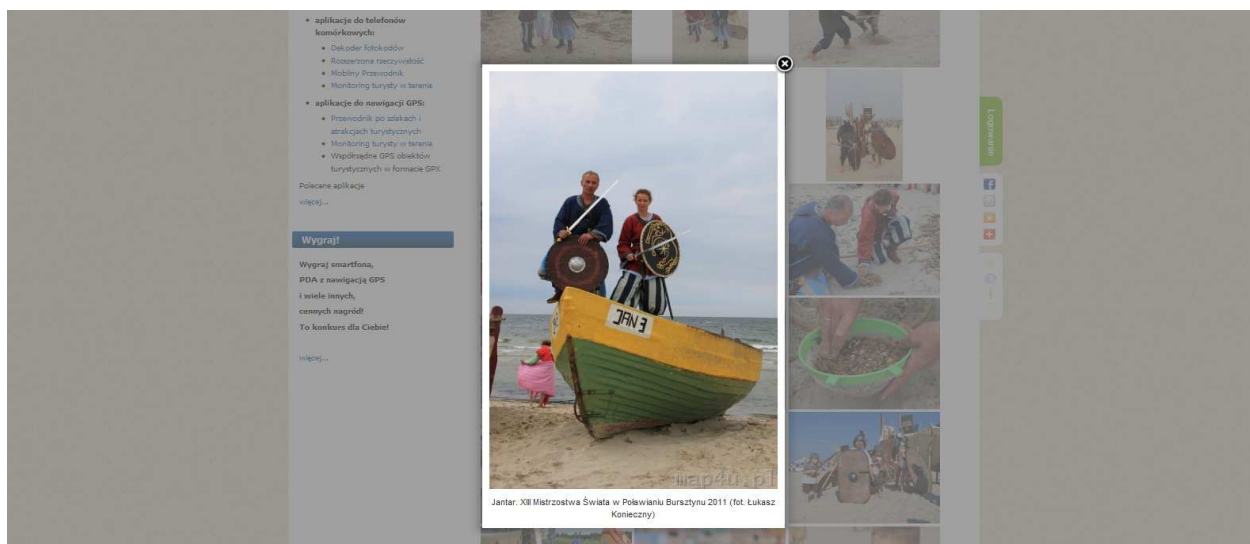 aplikacje do telefonów
komórkowych:
Dekoder fotokodów
Rozszerzona rzeczywistość
Mobilny Przewodnik
Monitoring turysty w terenie
aplikacje do nawigacji GPS:
Przewodnik po szlakach i
atrakcjach turystycznych
Monitoring turysty w terenie
Współrzędne GPS obiektów
turystycznych w formacie GPX
Polecane aplikacje
więcej...
Wygraj!
Wygraj smartfona,
PDA z nawigacją GPS
i wiele innych,
cennych nagród!
To konkurs dla Ciebie!
więcej...
JAN 3
map4u.pl
Jantar. XIII Mistrzostwa Świata w Poławianiu Bursztynu 2011 (fot. Łukasz
Konieczny)
Logowanie